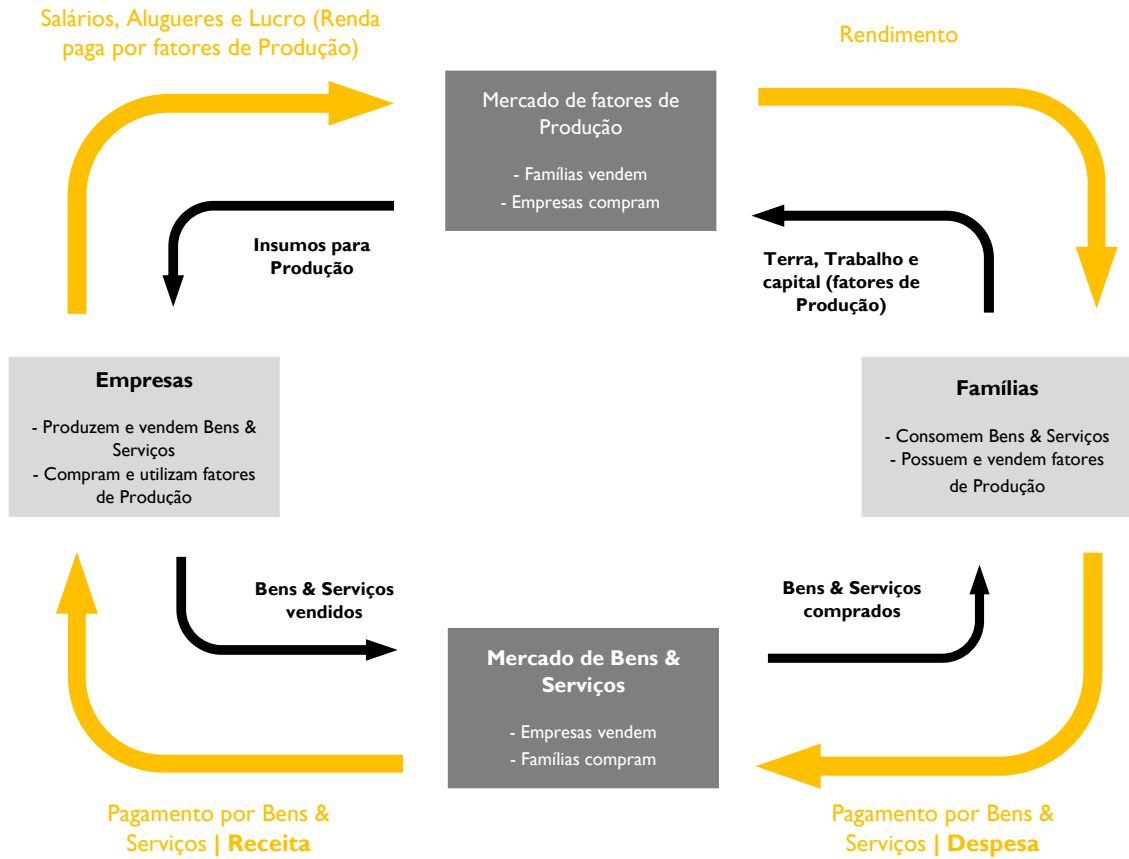 Salários, Alugueres e Lucro (Renda
paga por fatores de Produção)
Rendimento
Mercado de fatores de
Produção
- Famílias vendem
- Empresas compram
Insumos para
Produção
Terra, Trabalho e
capital (fatores de
Produção)
Empresas
- Produzem e vendem Bens &
Serviços
- Compram e utilizam fatores
de Produção
Famílias
- Consomem Bens & Serviços
- Possuem e vendem fatores
de Produção
Bens & Serviços
vendidos
Bens & Serviços
comprados
Mercado de Bens &
Serviços
- Empresas vendem
- Famílias compram
Pagamento por Bens &
Serviços | Receita
Pagamento por Bens &
Serviços | Despesa